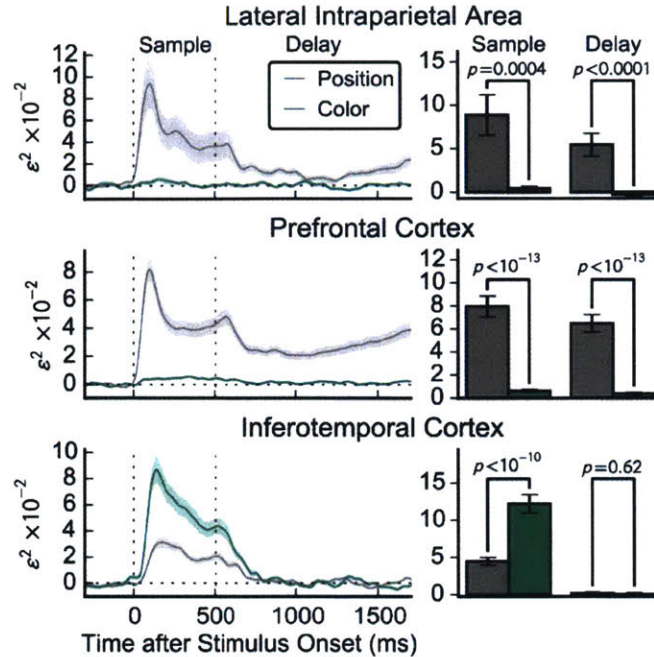 Lateral Intraparietal Area
Sample Delay
Position
Color
ε² ×10⁻²
12
10
8
6
4
2
0
Sample Delay
p=0.0004 p<0.0001
15
10
5
0
Prefrontal Cortex
ε² ×10⁻²
8
6
4
2
0
p<10⁻¹³ p<10⁻¹³
12
10
8
6
4
2
0
Inferotemporal Cortex
ε² ×10⁻²
10
8
6
4
2
0
0 500 1000 1500
Time after Stimulus Onset (ms)
p<10⁻¹⁰ p=0.62
15
10
5
0